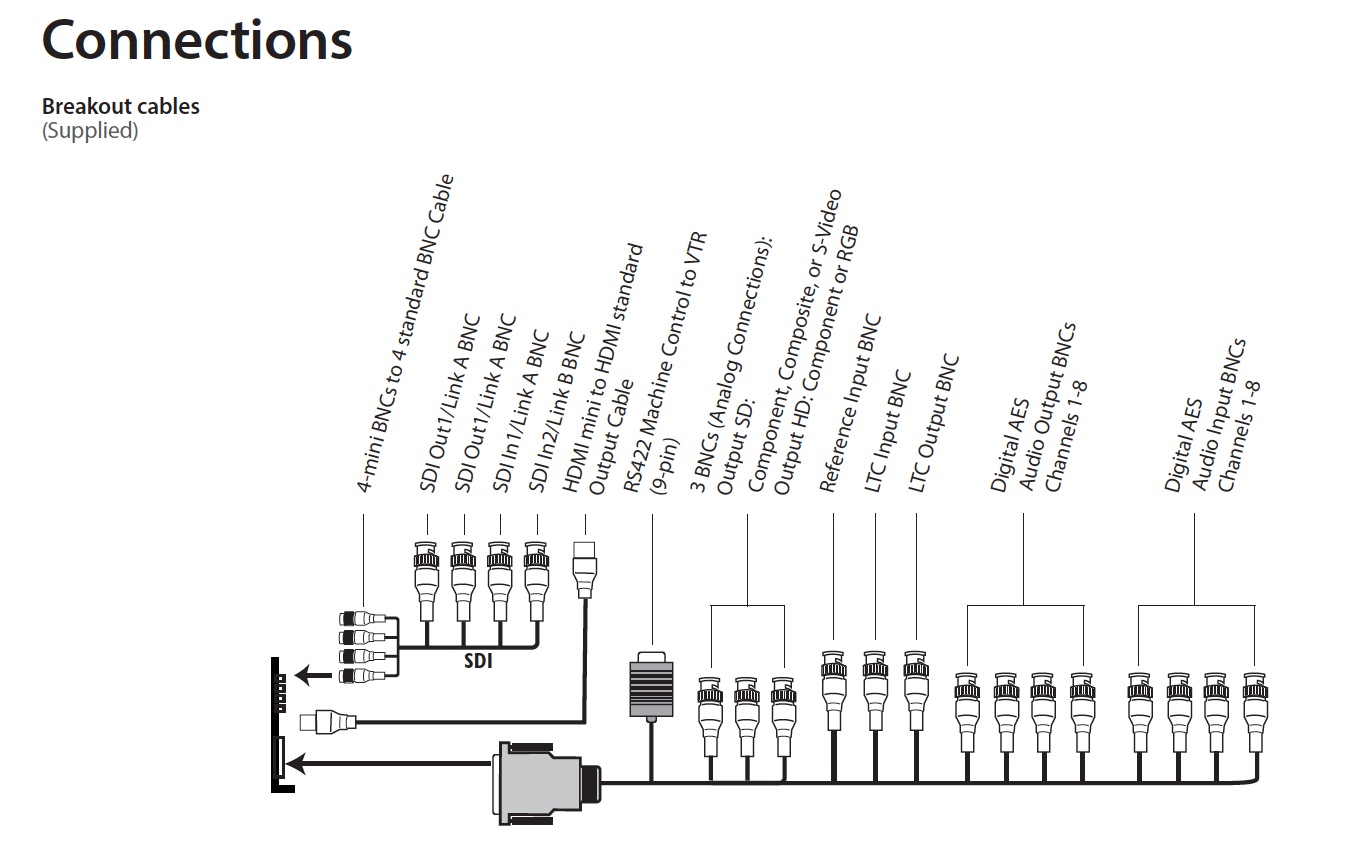 Connections
Breakout cables
(Supplied)
4-mini BNCs to 4 standard BNC Cable
SDI Out1/Link A BNC
SDI Out1/Link A BNC
SDI In1/Link A BNC
SDI In2/Link B BNC
HDMI mini to HDMI standard
Output Cable
RS422 Machine Control to VTR
(9-pin)
3 BNCs (Analog Connections):
Output SD:
Component, Composite, or S-Video
Output HD: Component or RGB
Reference Input BNC
LTC Input BNC
LTC Output BNC
Digital AES
Audio Output BNCs
Channels 1-8
Digital AES
Audio Input BNCs
Channels 1-8
SDI